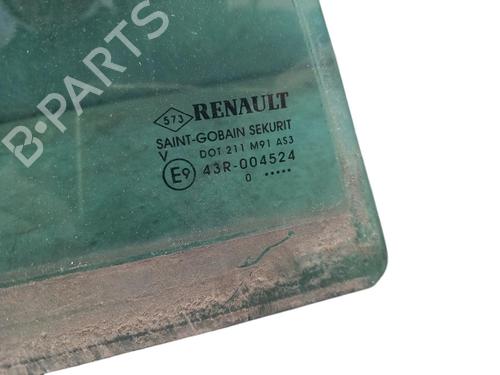 B-PARTS
573 RENAULT
SAINT-GOBAIN SEKURIT
V DOT 211 M91 AS3
E9 43R-004524
0 .....